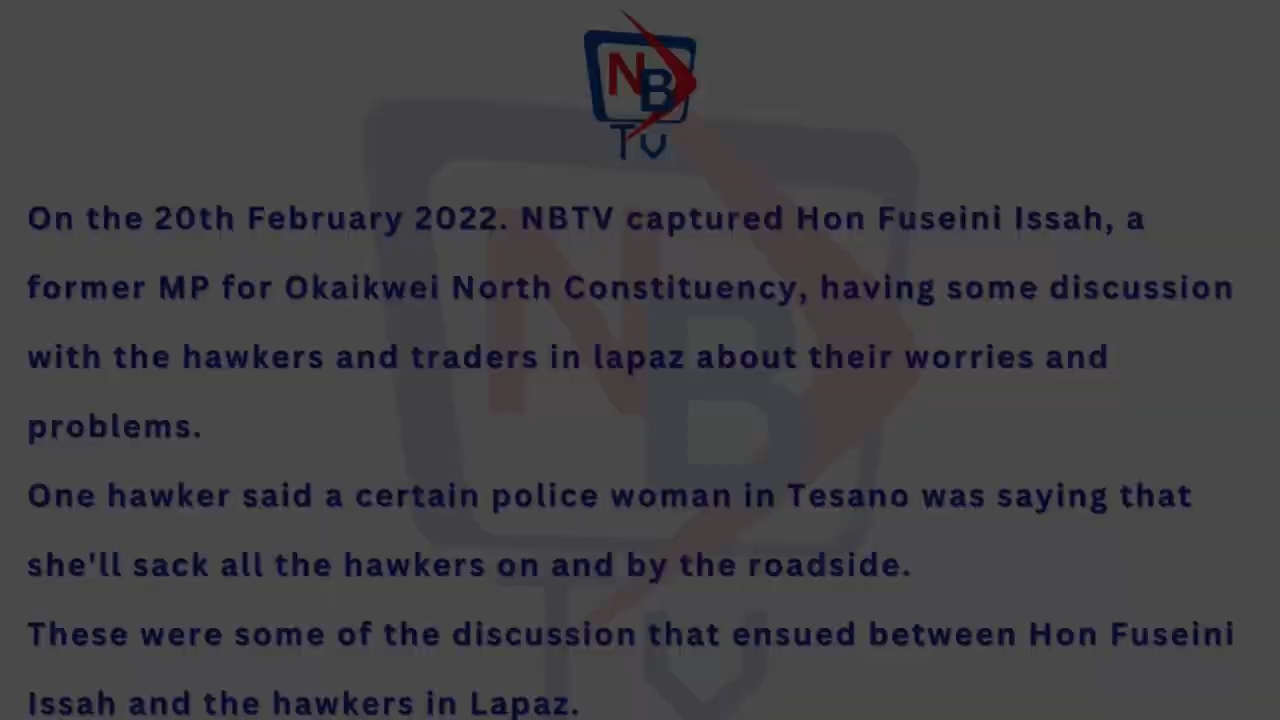 NB
TV
On the 20th February 2022. NBTV captured Hon Fuseini Issah, a
former MP for Okaikwei North Constituency, having some discussion
with the hawkers and traders in lapaz about their worries and
problems.
One hawker said a certain police woman in Tesano was saying that
she'll sack all the hawkers on and by the roadside.
These were some of the discussion that ensued between Hon Fuseini
Issah and the hawkers in Lapaz.
NB
TV